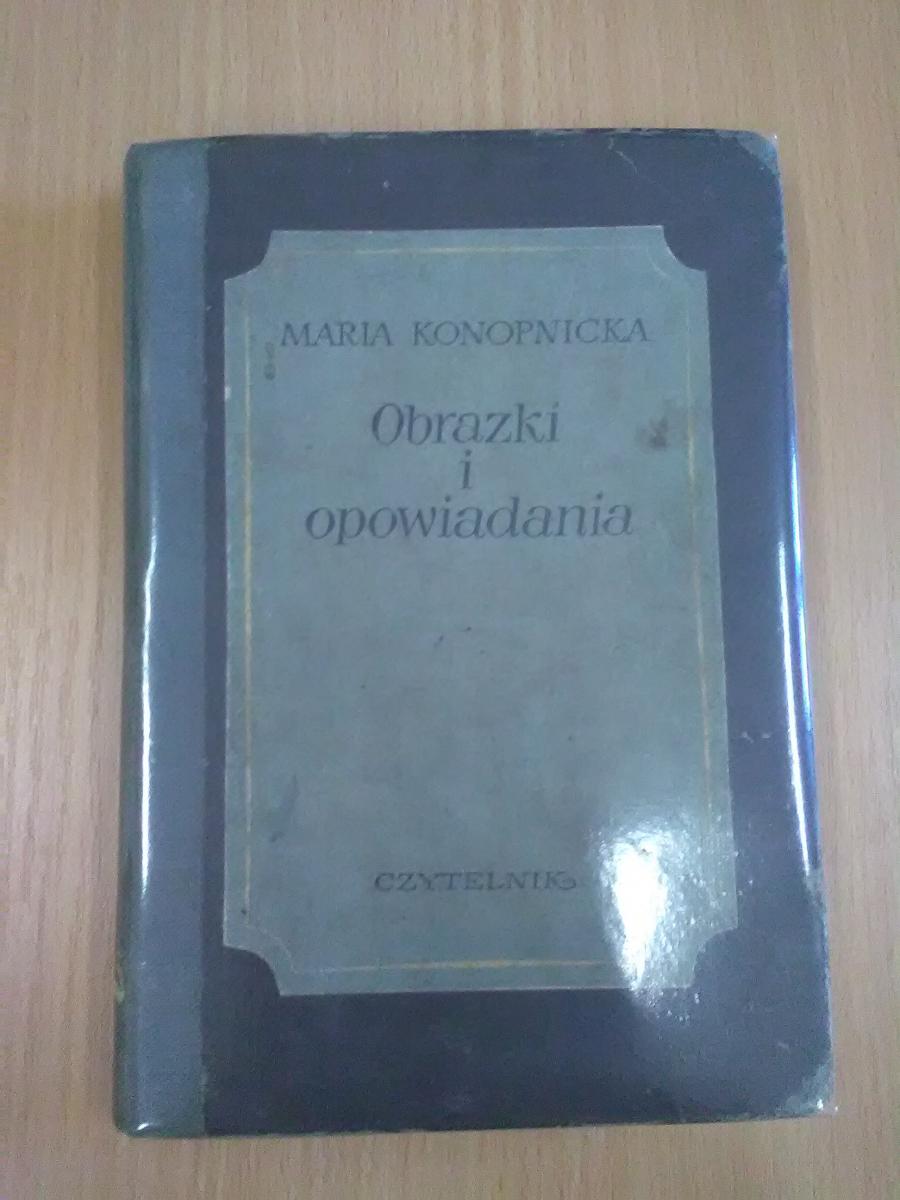 MARIA KONOPNICKA
Obrazki
i
opowiadania
CZYTELNIK